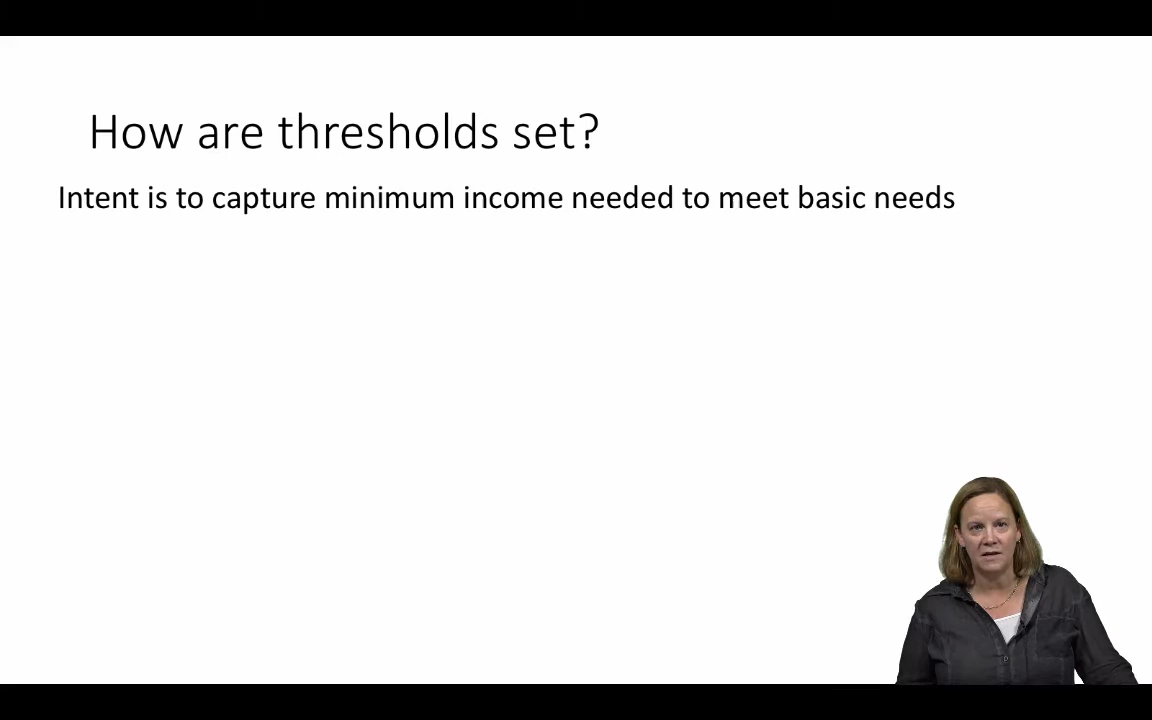 How are thresholds set?
Intent is to capture minimum income needed to meet basic needs